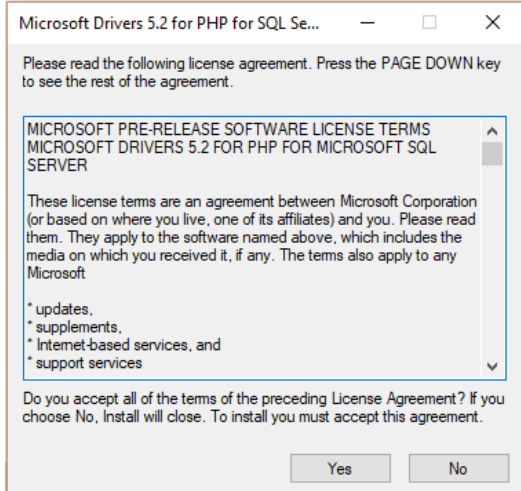 Microsoft Drivers 5.2 for PHP for SQL Se...
Please read the following license agreement. Press the PAGE DOWN key
to see the rest of the agreement.
MICROSOFT PRE-RELEASE SOFTWARE LICENSE TERMS
MICROSOFT DRIVERS 5.2 FOR PHP FOR MICROSOFT SQL
SERVER
These license terms are an agreement between Microsoft Corporation
(or based on where you live, one of its affiliates) and you. Please read
them. They apply to the software named above, which includes the
media on which you received it, if any. The terms also apply to any
Microsoft
* updates,
* supplements,
* Internet-based services, and
* support services
Do you accept all of the terms of the preceding License Agreement? If you
choose No, Install will close. To install you must accept this agreement.
Yes
No